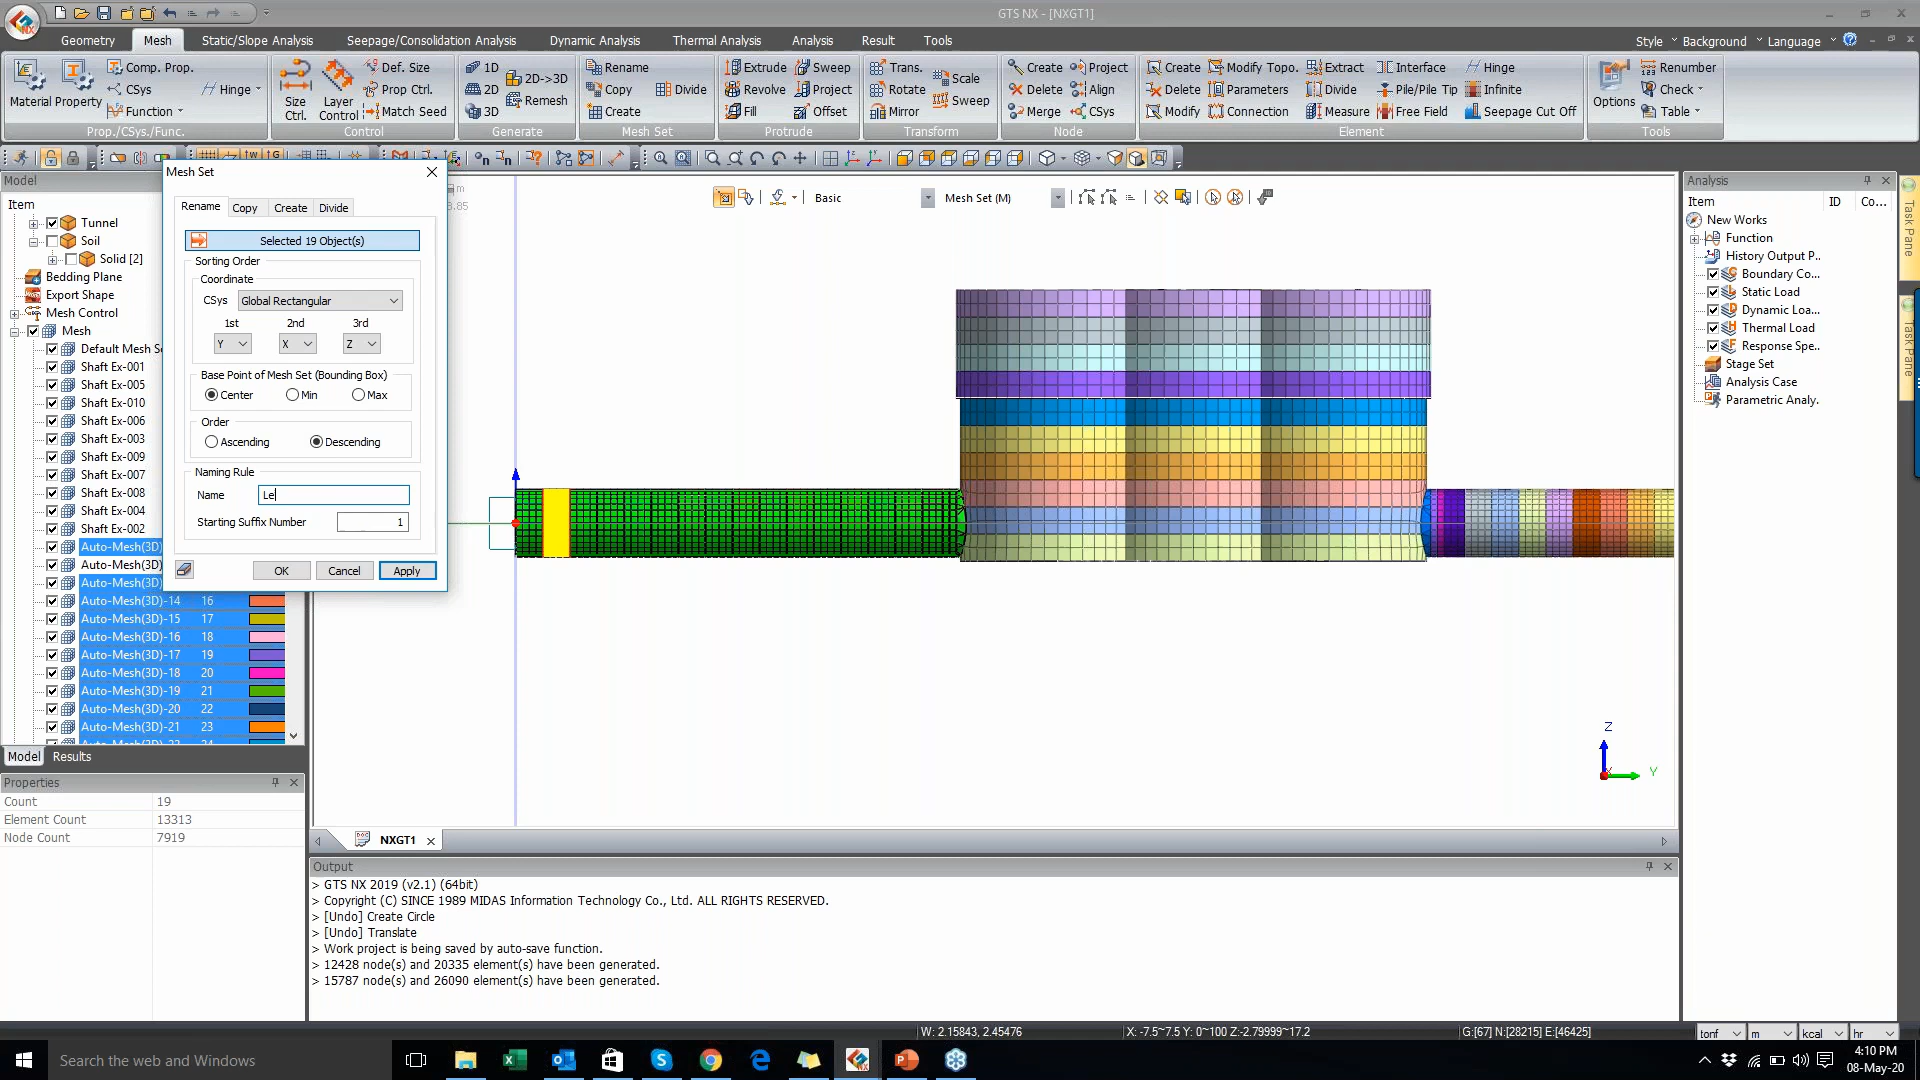 GTS NX - [NXGT1]
Geometry Mesh Static/Slope Analysis Seepage/Consolidation Analysis Dynamic Analysis Thermal Analysis Analysis Result Tools
Style Background Language
Material Property Comp. Prop. CSys Function Hinge
Prop./CSys./Func.
Size Ctrl. Layer Control Def. Size Prop Ctrl. Match Seed
Control
1D 2D 3D 2D->3D Remesh
Generate
Rename Copy Create Divide
Mesh Set
Extrude Sweep Revolve Project Fill Offset
Protrude
Trans. Rotate Mirror Scale Sweep
Transform
Create Project Delete Align Merge CSys
Node
Create Modify Topo. Extract Interface Hinge
Delete Parameters Divide Pile/Pile Tip Infinite
Modify Connection Measure Free Field Seepage Cut Off
Element
Options Renumber Check Table
Tools
Model
Item
Tunnel
Soil
Solid [2]
Bedding Plane
Export Shape
Mesh Control
Mesh
Default Mesh S
Shaft Ex-001
Shaft Ex-005
Shaft Ex-010
Shaft Ex-006
Shaft Ex-003
Shaft Ex-009
Shaft Ex-007
Shaft Ex-008
Shaft Ex-004
Shaft Ex-002
Auto-Mesh(3D)
Auto-Mesh(3D)
Auto-Mesh(3D)
Auto-Mesh(3D)-14 16
Auto-Mesh(3D)-15 17
Auto-Mesh(3D)-16 18
Auto-Mesh(3D)-17 19
Auto-Mesh(3D)-18 20
Auto-Mesh(3D)-19 21
Auto-Mesh(3D)-20 22
Auto-Mesh(3D)-21 23
Model Results
Properties
Count 19
Element Count 13313
Node Count 7919
Mesh Set
Rename Copy Create Divide
Selected 19 Object(s)
Sorting Order
Coordinate
CSys Global Rectangular
1st 2nd 3rd
Y X Z
Base Point of Mesh Set (Bounding Box)
Center Min Max
Order
Ascending Descending
Naming Rule
Name Le
Starting Suffix Number 1
OK Cancel Apply
m
8.85
Basic Mesh Set (M)
Z
Y
NXGT1
Output
> GTS NX 2019 (v2.1) (64bit)
> Copyright (C) SINCE 1989 MIDAS Information Technology Co., Ltd. ALL RIGHTS RESERVED.
> [Undo] Create Circle
> [Undo] Translate
> Work project is being saved by auto-save function.
> 12428 node(s) and 20335 element(s) have been generated.
> 15787 node(s) and 26090 element(s) have been generated.
Analysis
Item ID Co...
New Works
Function
History Output P..
Boundary Co...
Static Load
Dynamic Loa...
Thermal Load
Response Spe..
Stage Set
Analysis Case
Parametric Analy.
Task Pane
Task Pane
W: 2.15843, 2.45476 X: -7.5~7.5 Y: 0~100 Z:-2.79999~17.2 G:[67] N:[28215] E:[46425] tonf m kcal hr
Search the web and Windows
4:10 PM
08-May-20